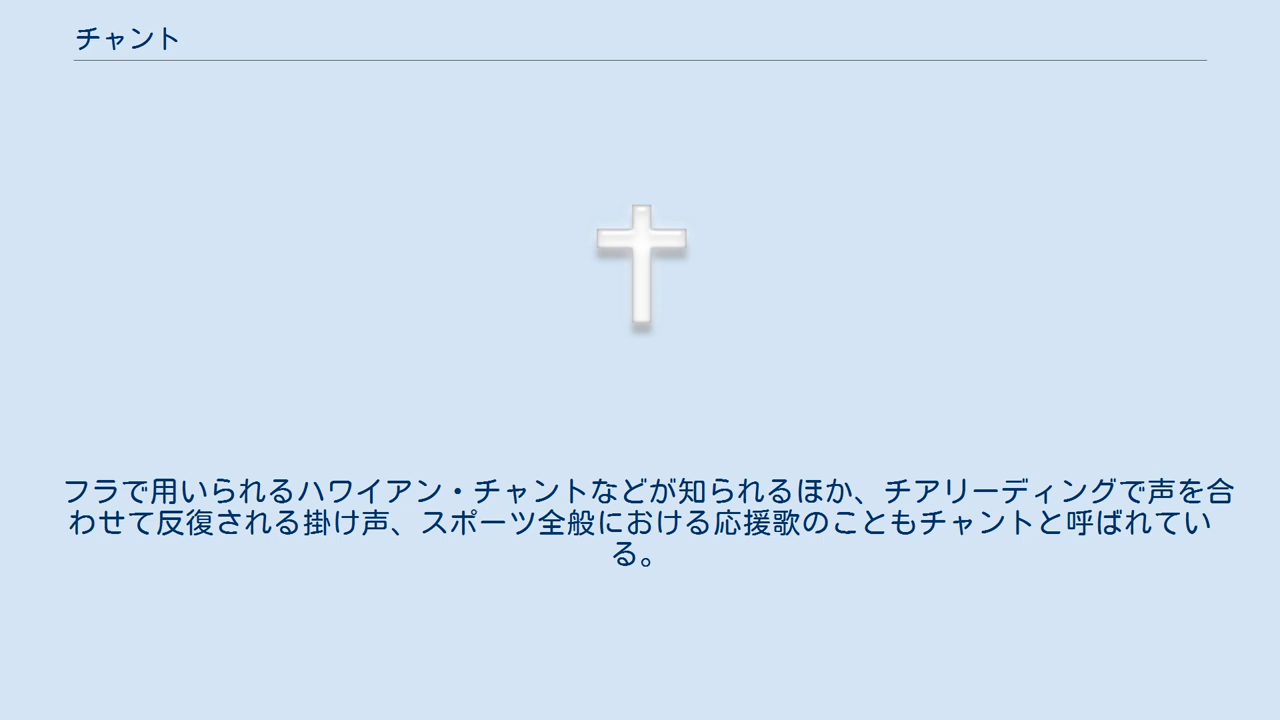 チャント
フラで用いられるハワイアン・チャントなどが知られるほか、チアリーディングで声を合
わせて反復される掛け声、スポーツ全般における応援歌のこともチャントと呼ばれてい
る。